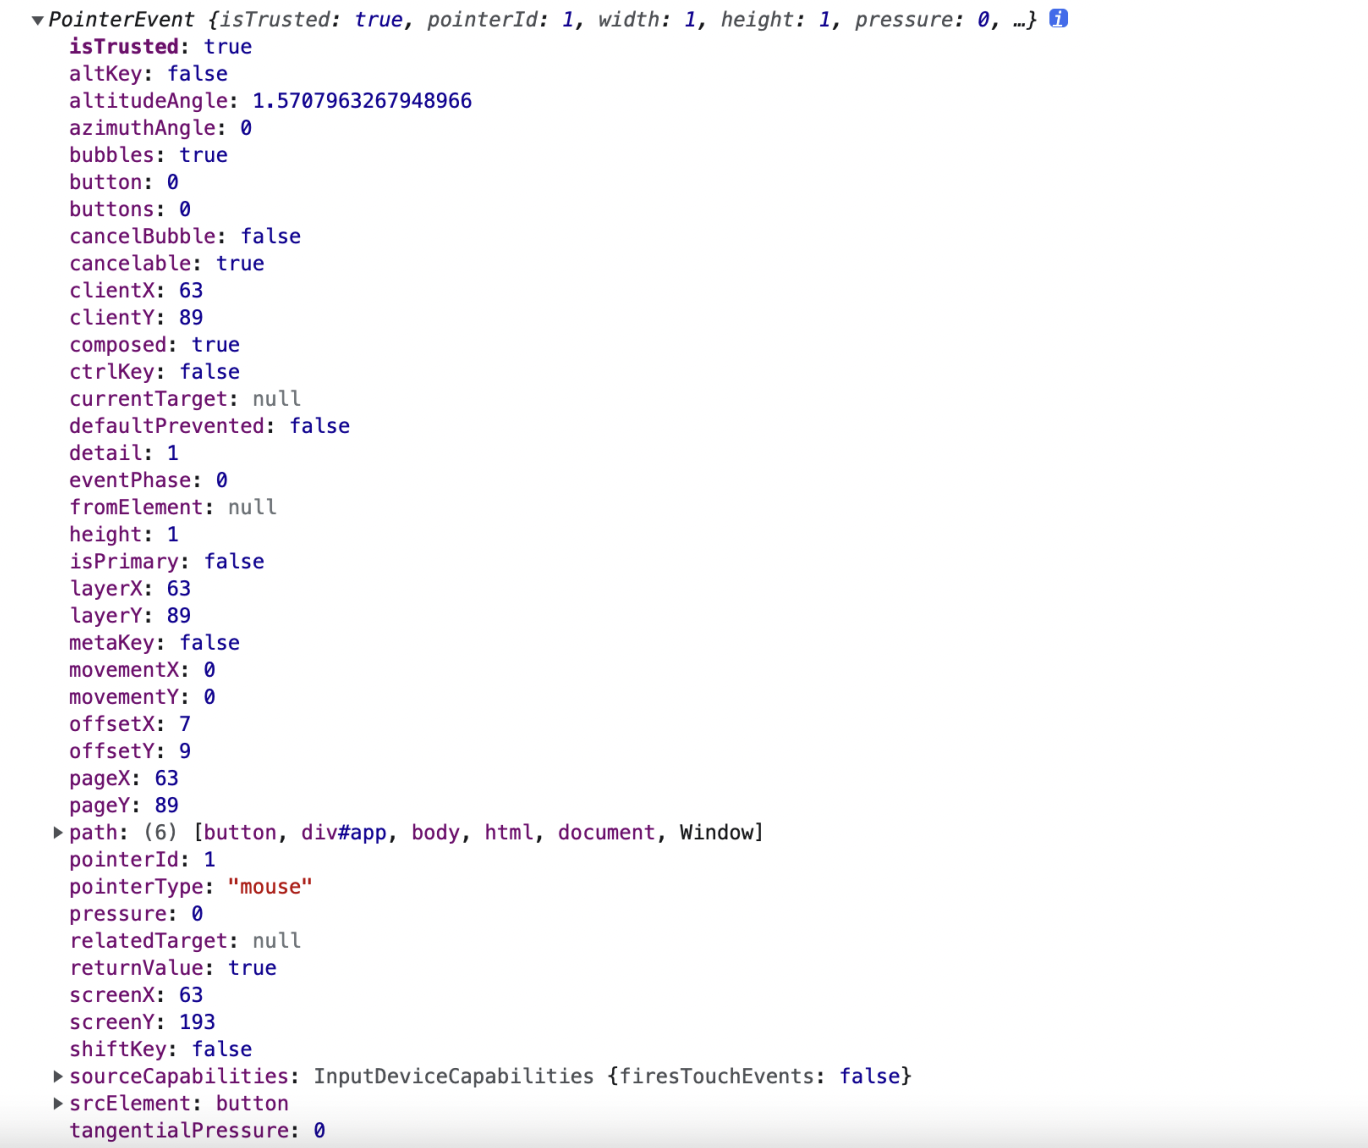 ▼PointerEvent {isTrusted: true, pointerId: 1, width: 1, height: 1, pressure: 0, …} i
isTrusted: true
altKey: false
altitudeAngle: 1.5707963267948966
azimuthAngle: 0
bubbles: true
button: 0
buttons: 0
cancelBubble: false
cancelable: true
clientX: 63
clientY: 89
composed: true
ctrlKey: false
currentTarget: null
defaultPrevented: false
detail: 1
eventPhase: 0
fromElement: null
height: 1
isPrimary: false
layerX: 63
layerY: 89
metaKey: false
movementX: 0
movementY: 0
offsetX: 7
offsetY: 9
pageX: 63
pageY: 89
▶path: (6) [button, div#app, body, html, document, Window]
pointerId: 1
pointerType: "mouse"
pressure: 0
relatedTarget: null
returnValue: true
screenX: 63
screenY: 193
shiftKey: false
▶sourceCapabilities: InputDeviceCapabilities {firesTouchEvents: false}
▶srcElement: button
tangentialPressure: 0